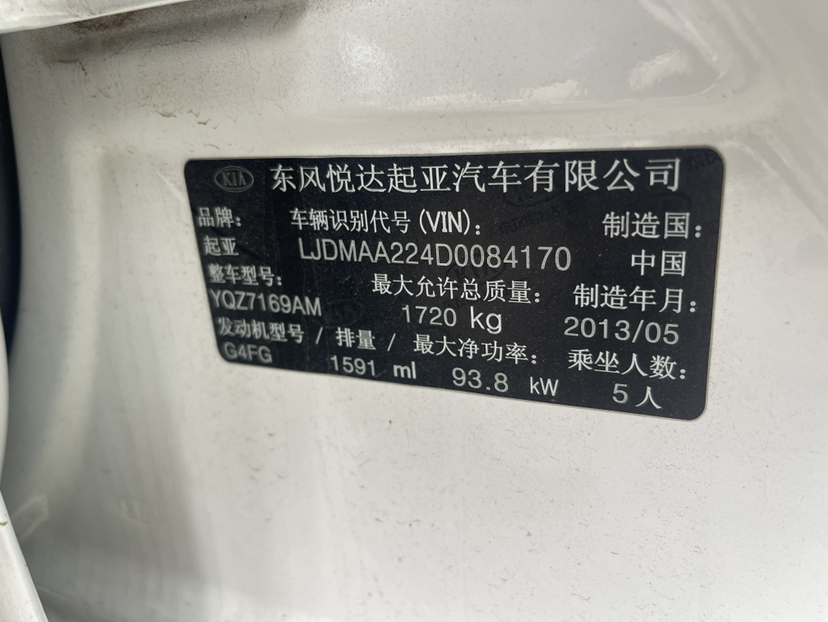 KIA 东风悦达起亚汽车有限公司
品牌: 车辆识别代号(VIN): 制造国:
起亚 LJDMAA224D0084170 中国
整车型号: 最大允许总质量: 制造年月:
YQZ7169AM 1720 kg 2013/05
发动机型号 / 排量 / 最大净功率: 乘坐人数:
G4FG 1591 ml 93.8 kW 5人